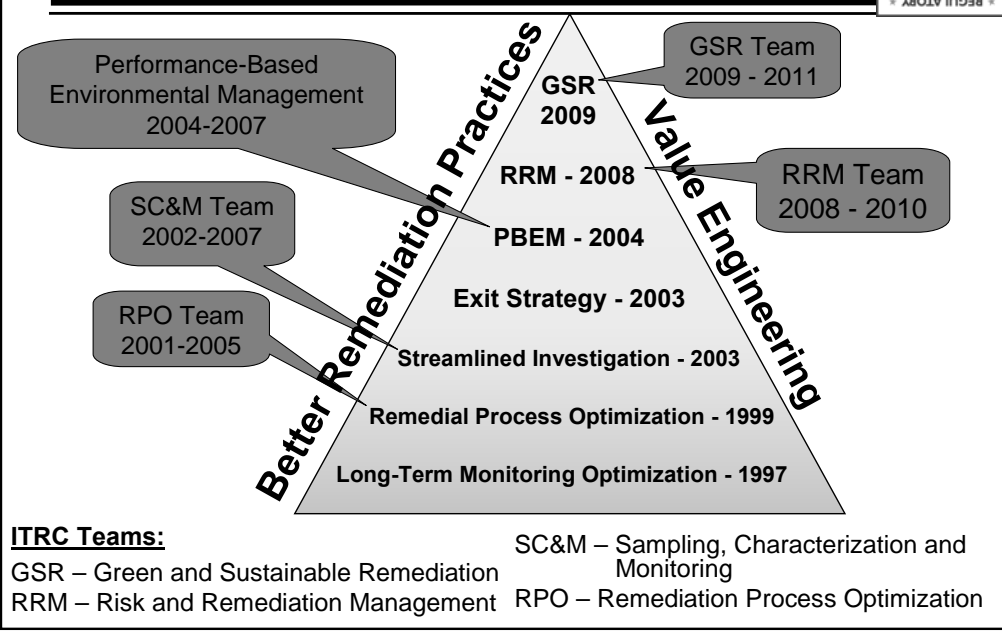 REGULATORY
Performance-Based
Environmental Management
2004-2007
GSR Team
2009 - 2011
Better Remediation Practices
Value Engineering
GSR
2009
RRM - 2008
RRM Team
2008 - 2010
SC&M Team
2002-2007
PBEM - 2004
Exit Strategy - 2003
RPO Team
2001-2005
Streamlined Investigation - 2003
Remedial Process Optimization - 1999
Long-Term Monitoring Optimization - 1997
ITRC Teams:
GSR – Green and Sustainable Remediation
RRM – Risk and Remediation Management
SC&M – Sampling, Characterization and
Monitoring
RPO – Remediation Process Optimization